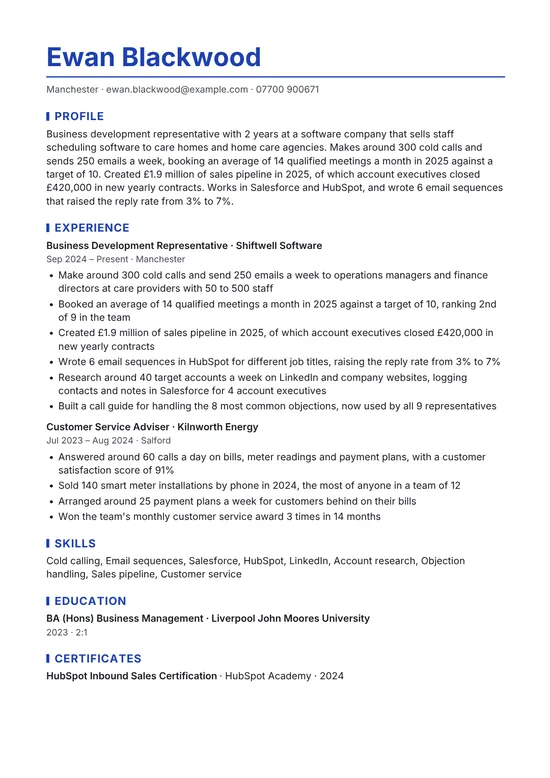 Ewan Blackwood
Manchester · ewan.blackwood@example.com · 07700 900671
PROFILE
Business development representative with 2 years at a software company that sells staff
scheduling software to care homes and home care agencies. Makes around 300 cold calls and
sends 250 emails a week, booking an average of 14 qualified meetings a month in 2025 against a
target of 10. Created £1.9 million of sales pipeline in 2025, of which account executives closed
£420,000 in new yearly contracts. Works in Salesforce and HubSpot, and wrote 6 email sequences
that raised the reply rate from 3% to 7%.
EXPERIENCE
Business Development Representative · Shiftwell Software
Sep 2024 – Present · Manchester
• Make around 300 cold calls and send 250 emails a week to operations managers and finance
directors at care providers with 50 to 500 staff
• Booked an average of 14 qualified meetings a month in 2025 against a target of 10, ranking 2nd
of 9 in the team
• Created £1.9 million of sales pipeline in 2025, of which account executives closed £420,000 in
new yearly contracts
• Wrote 6 email sequences in HubSpot for different job titles, raising the reply rate from 3% to 7%
• Research around 40 target accounts a week on LinkedIn and company websites, logging
contacts and notes in Salesforce for 4 account executives
• Built a call guide for handling the 8 most common objections, now used by all 9 representatives
Customer Service Adviser · Kilnworth Energy
Jul 2023 – Aug 2024 · Salford
• Answered around 60 calls a day on bills, meter readings and payment plans, with a customer
satisfaction score of 91%
• Sold 140 smart meter installations by phone in 2024, the most of anyone in a team of 12
• Arranged around 25 payment plans a week for customers behind on their bills
• Won the team's monthly customer service award 3 times in 14 months
SKILLS
Cold calling, Email sequences, Salesforce, HubSpot, LinkedIn, Account research, Objection
handling, Sales pipeline, Customer service
EDUCATION
BA (Hons) Business Management · Liverpool John Moores University
2023 · 2:1
CERTIFICATES
HubSpot Inbound Sales Certification · HubSpot Academy · 2024